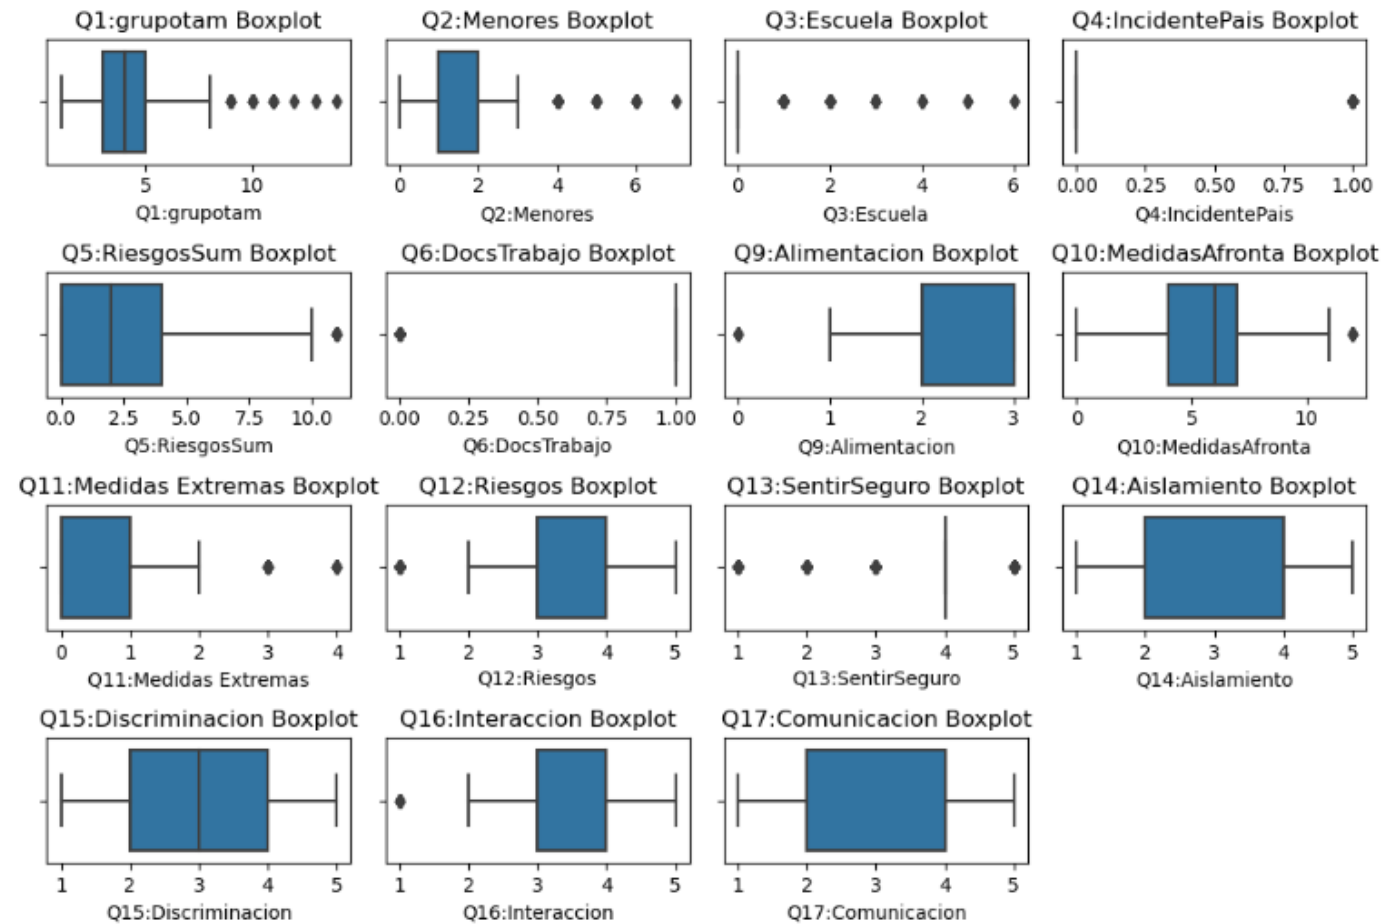 Q1:grupotam Boxplot
Q2:Menores Boxplot
Q3:Escuela Boxplot
Q4:IncidentePais Boxplot
5 10
0 2 4 6
0 2 4 6
0.00 0.25 0.50 0.75 1.00
Q1:grupotam
Q2:Menores
Q3:Escuela
Q4:IncidentePais
Q5:RiesgosSum Boxplot
Q6:DocsTrabajo Boxplot
Q9:Alimentacion Boxplot
Q10:MedidasAfronta Boxplot
0.0 2.5 5.0 7.5 10.0
0.00 0.25 0.50 0.75 1.00
0 1 2 3
0 5 10
Q5:RiesgosSum
Q6:DocsTrabajo
Q9:Alimentacion
Q10:MedidasAfronta
Q11:Medidas Extremas Boxplot
Q12:Riesgos Boxplot
Q13:SentirSeguro Boxplot
Q14:Aislamiento Boxplot
0 1 2 3 4
1 2 3 4 5
1 2 3 4 5
1 2 3 4 5
Q11:Medidas Extremas
Q12:Riesgos
Q13:SentirSeguro
Q14:Aislamiento
Q15:Discriminacion Boxplot
Q16:Interaccion Boxplot
Q17:Comunicacion Boxplot
1 2 3 4 5
1 2 3 4 5
1 2 3 4 5
Q15:Discriminacion
Q16:Interaccion
Q17:Comunicacion